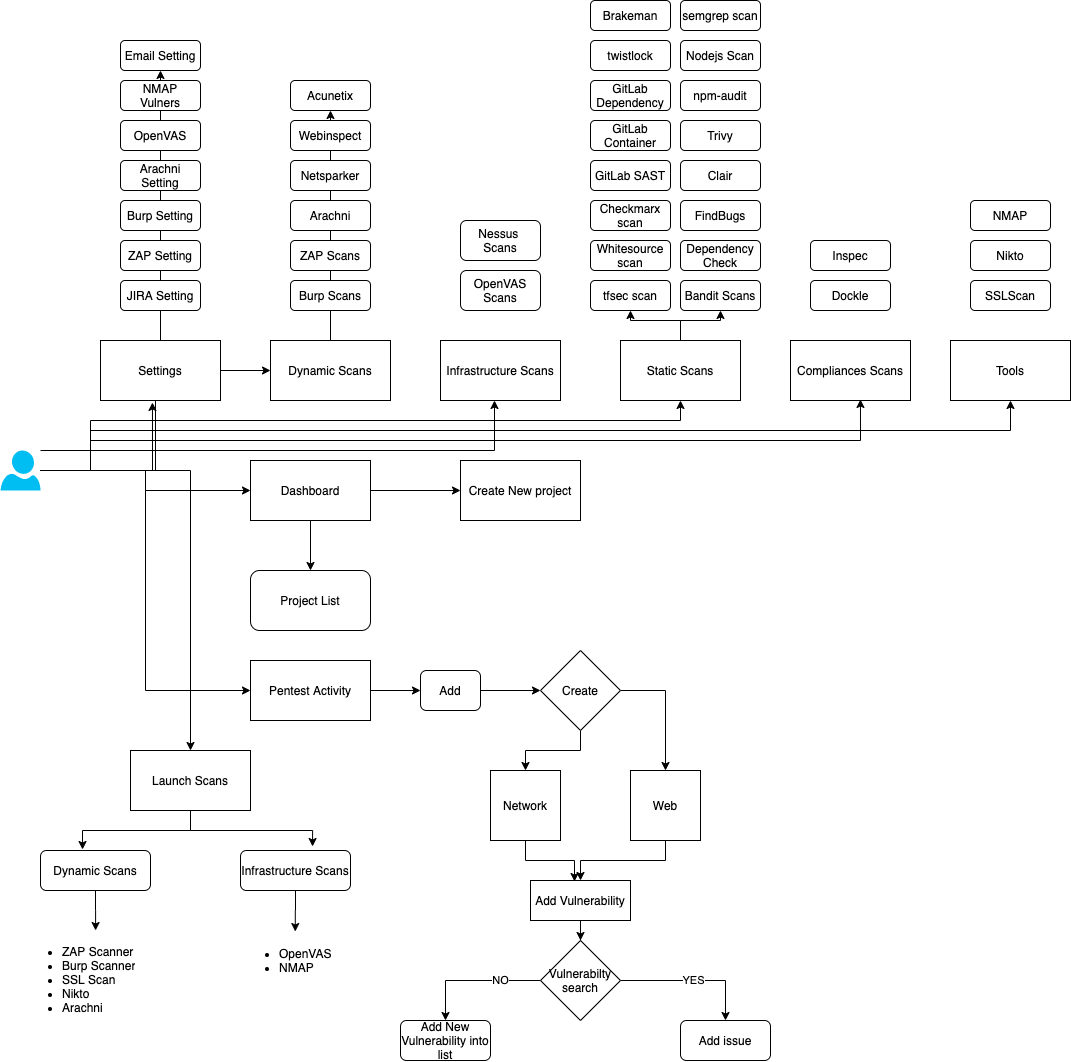 Brakeman
semgrep scan
Email Setting
twistlock
Nodejs Scan
NMAP
Vulners
Acunetix
GitLab
Dependency
npm-audit
OpenVAS
Webinspect
GitLab
Container
Trivy
Arachni
Setting
Netsparker
GitLab SAST
Clair
Burp Setting
Arachni
Checkmarx
scan
FindBugs
NMAP
Nessus
Scans
ZAP Setting
ZAP Scans
Whitesource
scan
Dependency
Check
Inspec
Nikto
JIRA Setting
Burp Scans
OpenVAS
Scans
tfsec scan
Bandit Scans
Dockle
SSLScan
Settings
Dynamic Scans
Infrastructure Scans
Static Scans
Compliances Scans
Tools
Dashboard
Create New project
Project List
Pentest Activity
Add
Create
Launch Scans
Network
Web
Dynamic Scans
Infrastructure Scans
Add Vulnerability
• ZAP Scanner
• Burp Scanner
• SSL Scan
• Nikto
• Arachni
• OpenVAS
• NMAP
NO
Vulnerabilty
search
YES
Add New
Vulnerability into
list
Add issue